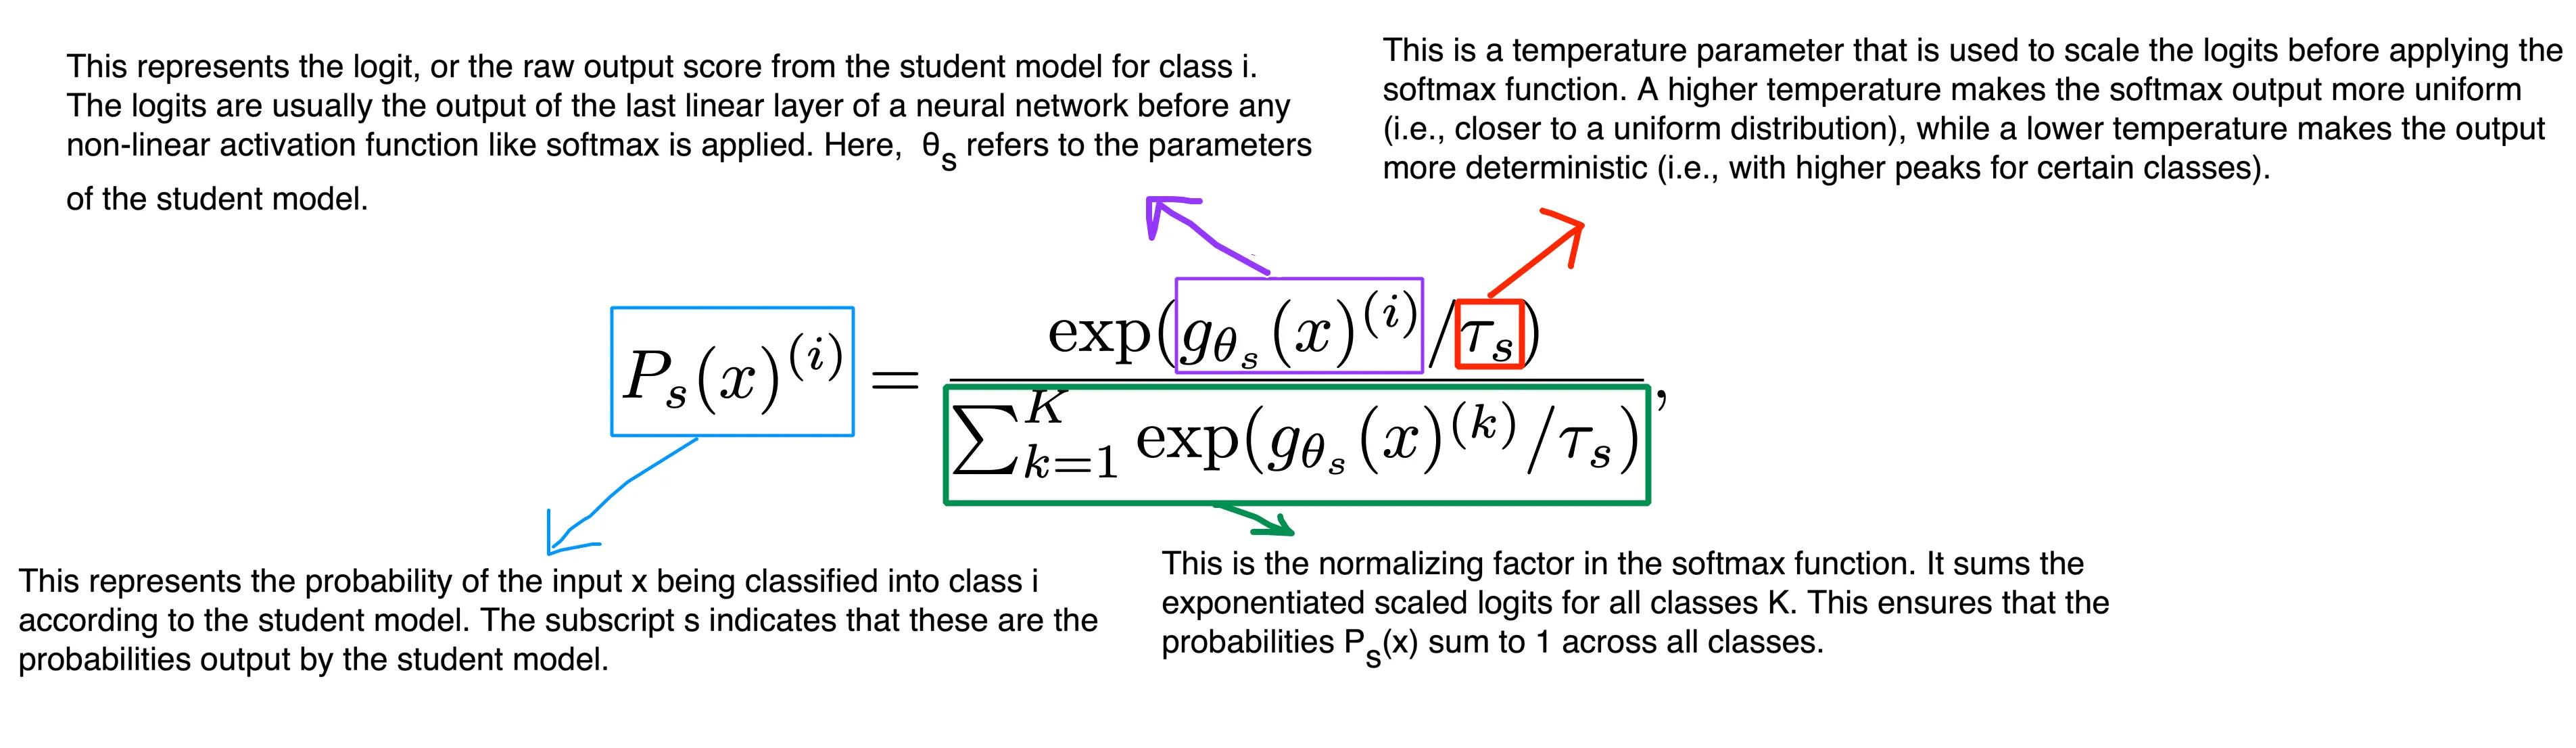 This represents the logit, or the raw output score from the student model for class i.
The logits are usually the output of the last linear layer of a neural network before any
non-linear activation function like softmax is applied. Here,  θ_s refers to the parameters
of the student model.
This is a temperature parameter that is used to scale the logits before applying the
softmax function. A higher temperature makes the softmax output more uniform
(i.e., closer to a uniform distribution), while a lower temperature makes the output
more deterministic (i.e., with higher peaks for certain classes).
P_s(x)^{(i)} = \frac{\exp(g_{θ_s}(x)^{(i)}/τ_s)}{\sum_{k=1}^{K} \exp(g_{θ_s}(x)^{(k)}/τ_s)},
This represents the probability of the input x being classified into class i
according to the student model. The subscript s indicates that these are the
probabilities output by the student model.
This is the normalizing factor in the softmax function. It sums the
exponentiated scaled logits for all classes K. This ensures that the
probabilities P_s(x) sum to 1 across all classes.